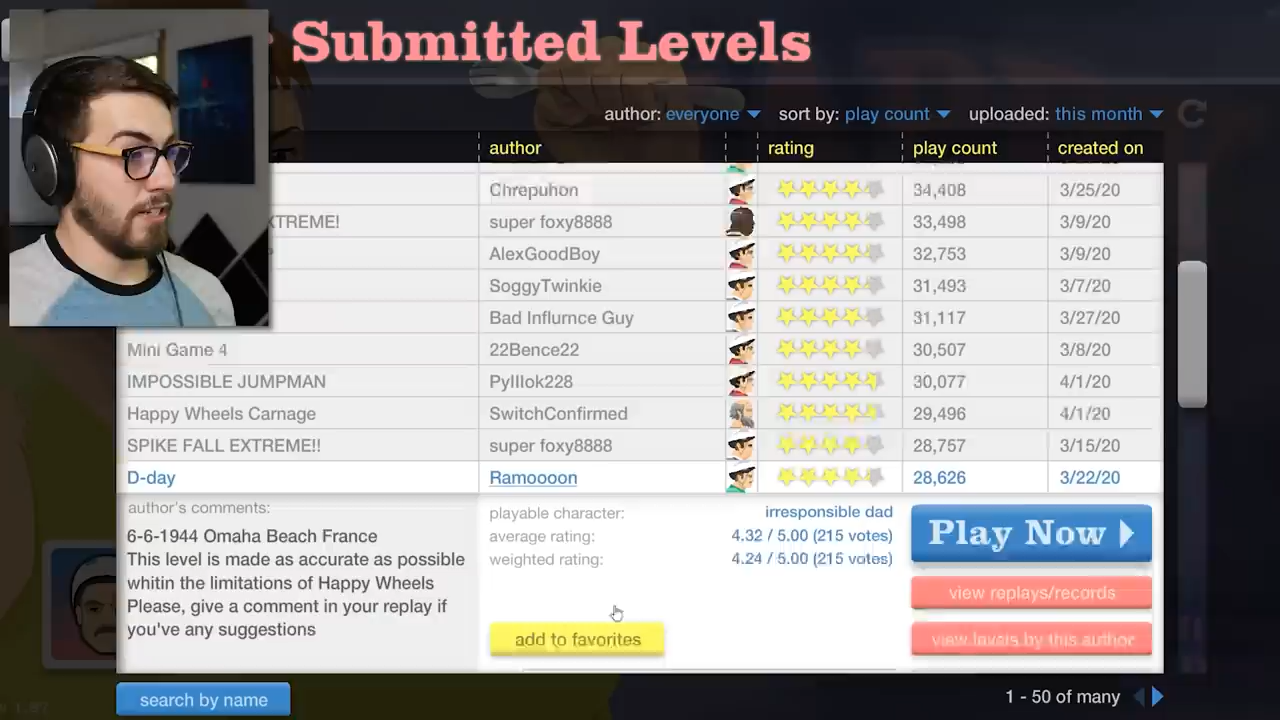 Submitted Levels
author: everyone sort by: play count uploaded: this month
author rating play count created on
Chrepuhon 34,408 3/25/20
XTREME! super foxy8888 33,498 3/9/20
AlexGoodBoy 32,753 3/9/20
SoggyTwinkie 31,493 3/7/20
Bad Influrnce Guy 31,117 3/27/20
Mini Game 4 22Bence22 30,507 3/8/20
IMPOSSIBLE JUMPMAN PyIIIok228 30,077 4/1/20
Happy Wheels Carnage SwitchConfirmed 29,496 4/1/20
SPIKE FALL EXTREME!! super foxy8888 28,757 3/15/20
D-day Ramoooon 28,626 3/22/20
author's comments:
6-6-1944 Omaha Beach France
This level is made as accurate as possible
whitin the limitations of Happy Wheels
Please, give a comment in your replay if
you've any suggestions
playable character: irresponsible dad
average rating: 4.32 / 5.00 (215 votes)
weighted rating: 4.24 / 5.00 (215 votes)
add to favorites
Play Now
view replays/records
view levels by this author
search by name
1 - 50 of many
1.87